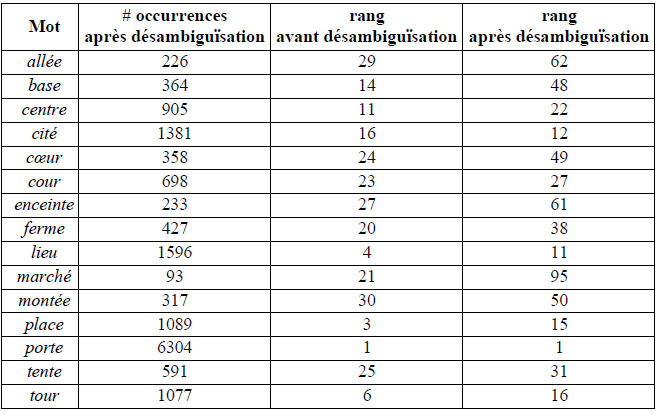 Mot # occurrences après désambiguïsation rang avant désambiguïsation rang après désambiguïsation
allée 226 29 62
base 364 14 48
centre 905 11 22
cité 1381 16 12
cœur 358 24 49
cour 698 23 27
enceinte 233 27 61
ferme 427 20 38
lieu 1596 4 11
marché 93 21 95
montée 317 30 50
place 1089 3 15
porte 6304 1 1
tente 591 25 31
tour 1077 6 16